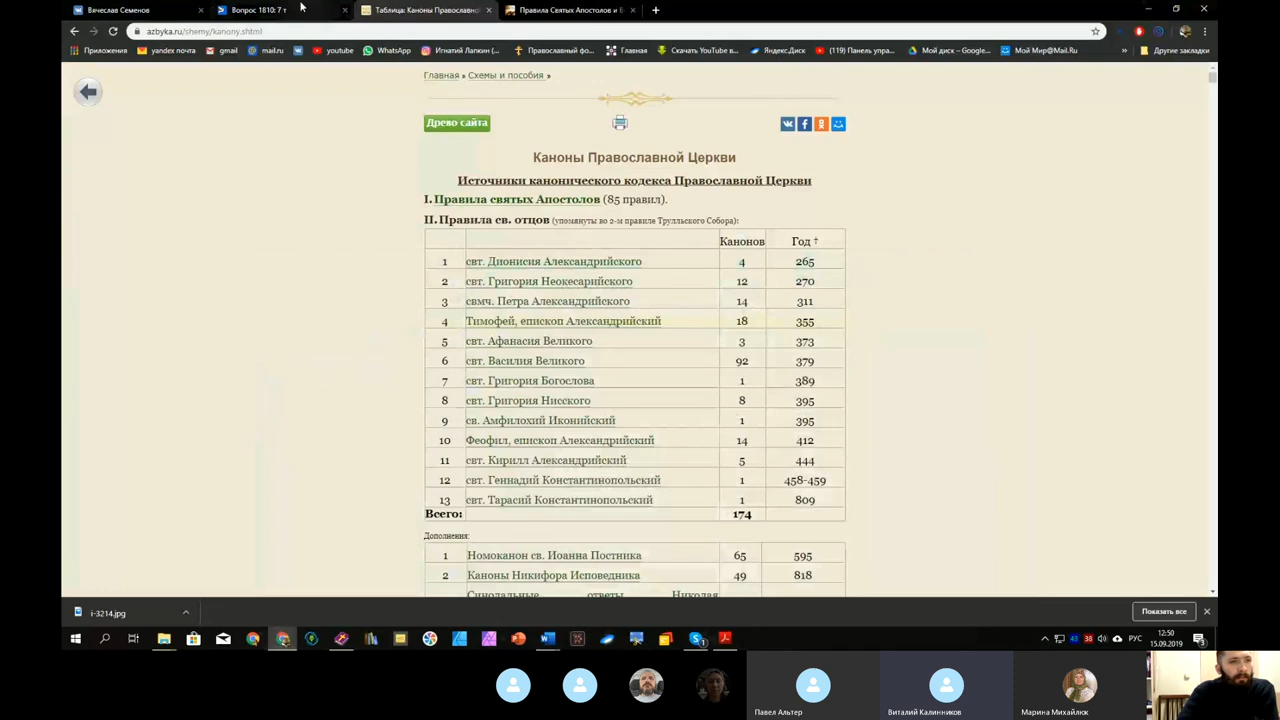 Вячеслав Семенов
Вопрос 1810: 7 т
Таблица: Каноны Православно
Правила Святых Апостолов и В
azbyka.ru/shemy/kanony.shtml
Приложения
yandex почта
gmail
mail.ru
youtube
WhatsApp
Игнатий Лапкин (...
Православный фо...
Главная
Скачать YouTube в...
Яндекс.Диск
(119) Панель упра...
Мой диск – Google...
Мой Мир@Mail.Ru
»
Другие закладки
Главная » Схемы и пособия »
Древо сайта
Каноны Православной Церкви
Источники канонического кодекса Православной Церкви
I. Правила святых Апостолов (85 правил).
II. Правила св. отцов (упомянуты во 2-м правиле Трулльского Собора):
Канонов Год †
1 свт. Дионисия Александрийского 4 265
2 свт. Григория Неокесарийского 12 270
3 свмч. Петра Александрийского 14 311
4 Тимофей, епископ Александрийский 18 355
5 свт. Афанасия Великого 3 373
6 свт. Василия Великого 92 379
7 свт. Григория Богослова 1 389
8 свт. Григория Нисского 8 395
9 св. Амфилохий Иконийский 1 395
10 Феофил, епископ Александрийский 14 412
11 свт. Кирилл Александрийский 5 444
12 свт. Геннадий Константинопольский 1 458-459
13 свт. Тарасий Константинопольский 1 809
Всего: 174
Дополнения:
1 Номоканон св. Иоанна Постника 65 595
2 Каноны Никифора Исповедника 49 818
Синодальные ответы Николая
i-3214.jpg
Показать все
43
38
РУС
12:50
15.09.2019
Павел Альтер
Виталий Калинников
Марина Михайлюк